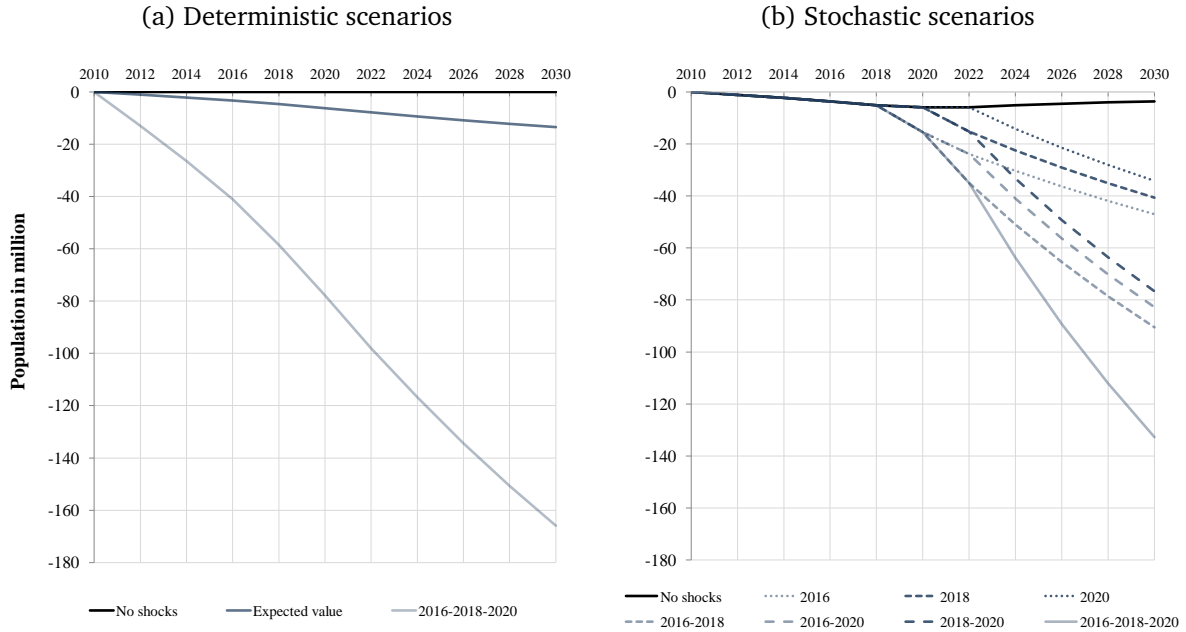 (a) Deterministic scenarios
(b) Stochastic scenarios
2010 2012 2014 2016 2018 2020 2022 2024 2026 2028 2030
0
-20
-40
-60
-80
-100
-120
-140
-160
-180
Population in million
No shocks Expected value 2016-2018-2020
2010 2012 2014 2016 2018 2020 2022 2024 2026 2028 2030
0
-20
-40
-60
-80
-100
-120
-140
-160
-180
No shocks 2016 2018 2020
2016-2018 2016-2020 2018-2020 2016-2018-2020